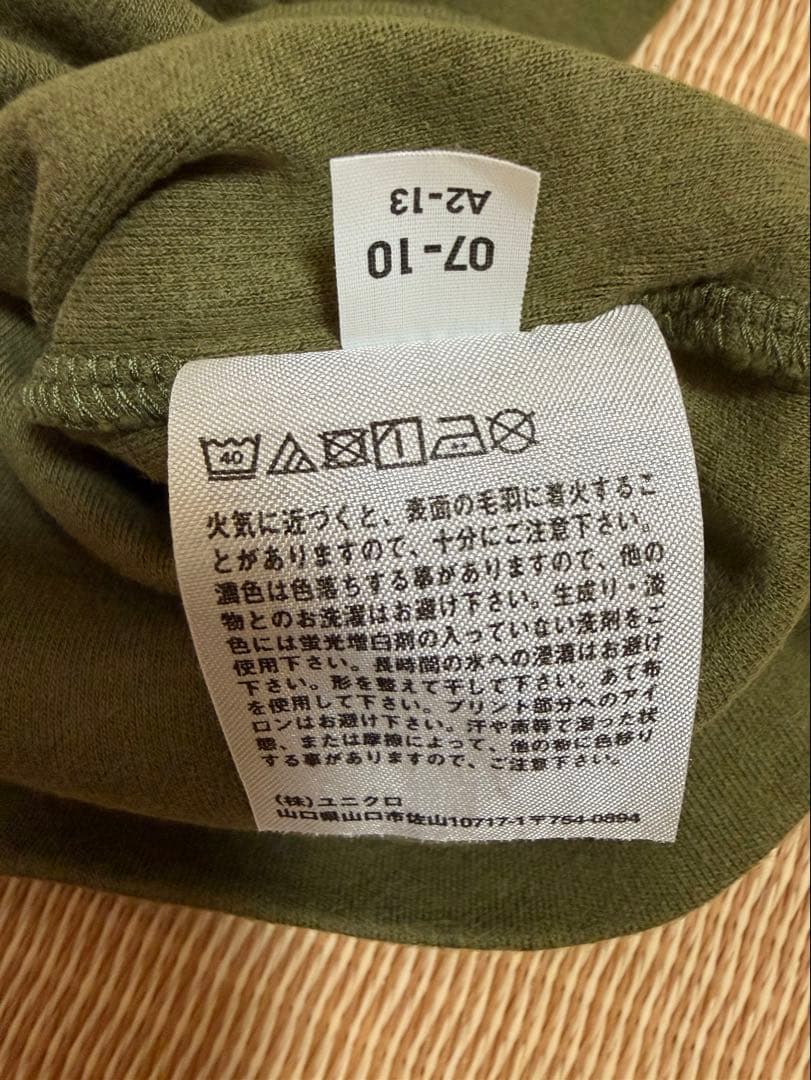 A2-13
07-10
40
火気に近づくと、表面の毛羽に着火するこ
とがありますので、十分にご注意下さい。
濃色は色落ちする事がありますので、他の
物とのお洗濯はお避け下さい。生成り・淡
色には蛍光増白剤の入っていない洗剤をご
使用下さい。長時間の水への浸漬はお避け
下さい。形を整えて干して下さい。あて布
を使用して下さい。プリント部分へのアイ
ロンはお避け下さい。汗や雨等で湿った状
態、または摩擦によって、他の物に色移り
する事がありますので、ご注意下さい。
(株)ユニクロ
山口県山口市佐山10717-1〒754-0894